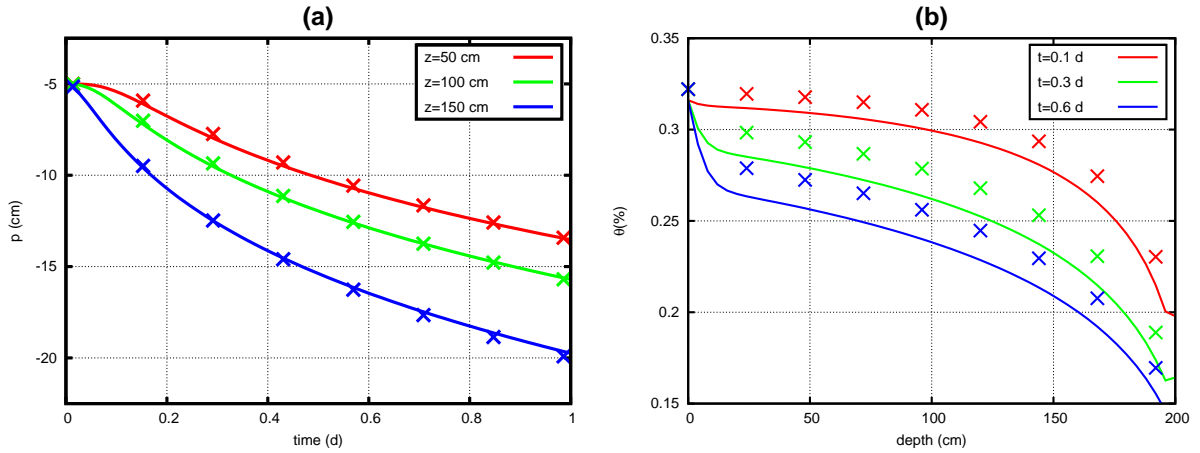 (a)
z=50 cm
z=100 cm
z=150 cm
-5
-10
-15
-20
p (cm)
0
0.2
0.4
0.6
0.8
1
time (d)
(b)
t=0.1 d
t=0.3 d
t=0.6 d
0.35
0.3
0.25
0.2
0.15
θ(%)
0
50
100
150
200
depth (cm)